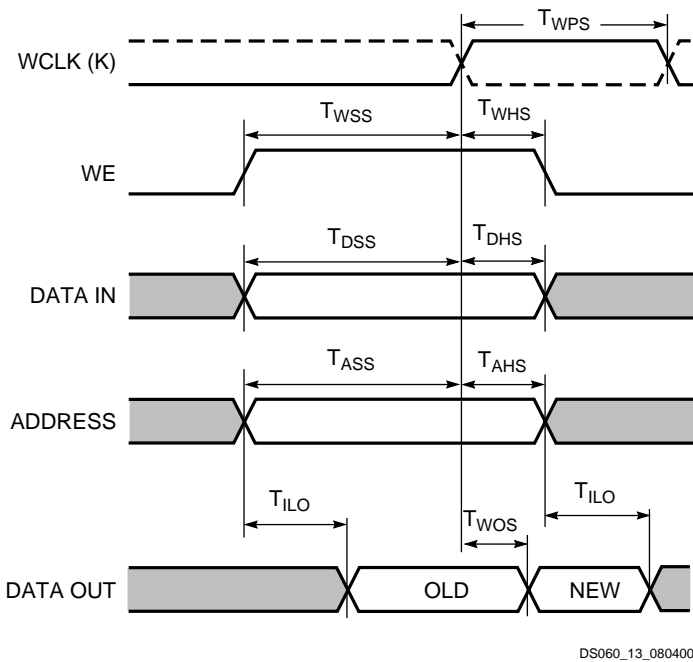 TWPS
WCLK (K)
TWSS
TWHS
WE
TDSS
TDHS
DATA IN
TASS
TAHS
ADDRESS
TILO
TWOS
TILO
DATA OUT
OLD
NEW
DS060_13_080400